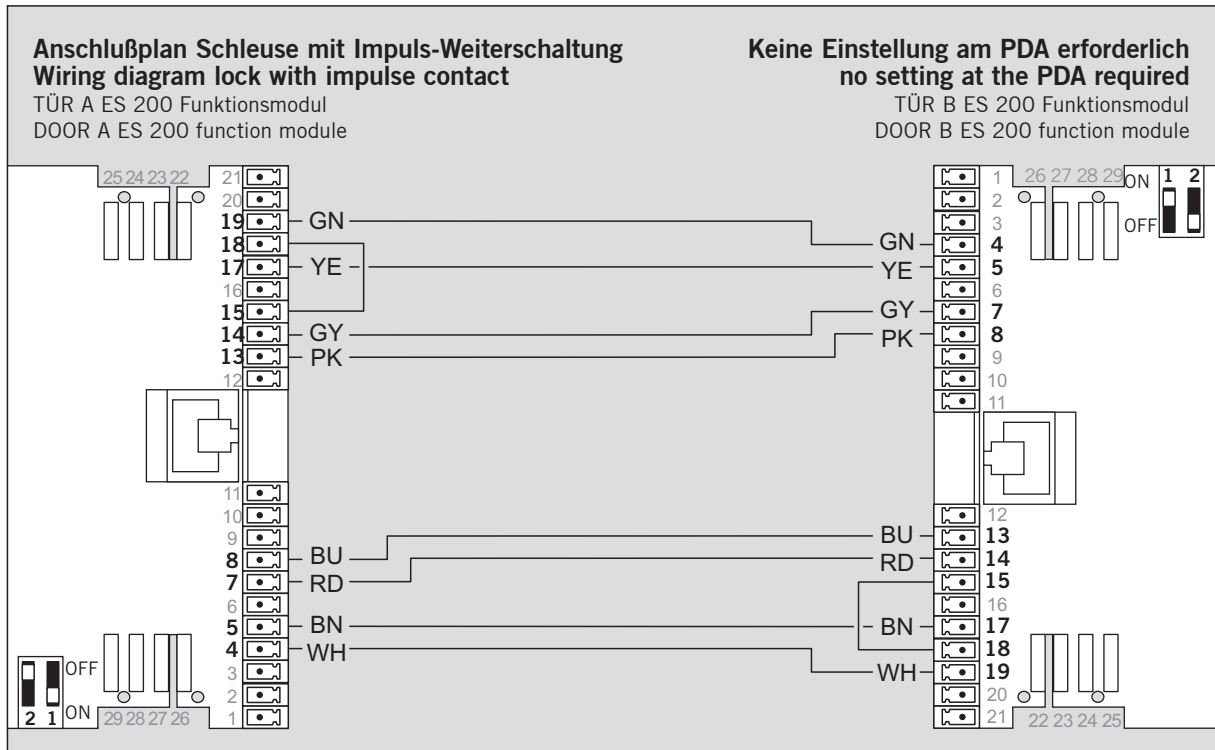 Anschlußplan Schleuse mit Impuls-Weiterschaltung
Wiring diagram lock with impulse contact
TÜR A ES 200 Funktionsmodul
DOOR A ES 200 function module
Keine Einstellung am PDA erforderlich
no setting at the PDA required
TÜR B ES 200 Funktionsmodul
DOOR B ES 200 function module
25 24 23 22
21
20
19 GN
18
17 YE
16
15
14 GY
13 PK
12
11
10
9
8 BU
7 RD
6
5 BN
4 WH
3
2
1
OFF
ON
2 1
29 28 27 26
1
2
3
GN 4
YE 5
6
GY 7
PK 8
9
10
11
12
BU 13
RD 14
15
16
BN 17
18
WH 19
20
21
26 27 28 29
ON
OFF
1 2
22 23 24 25